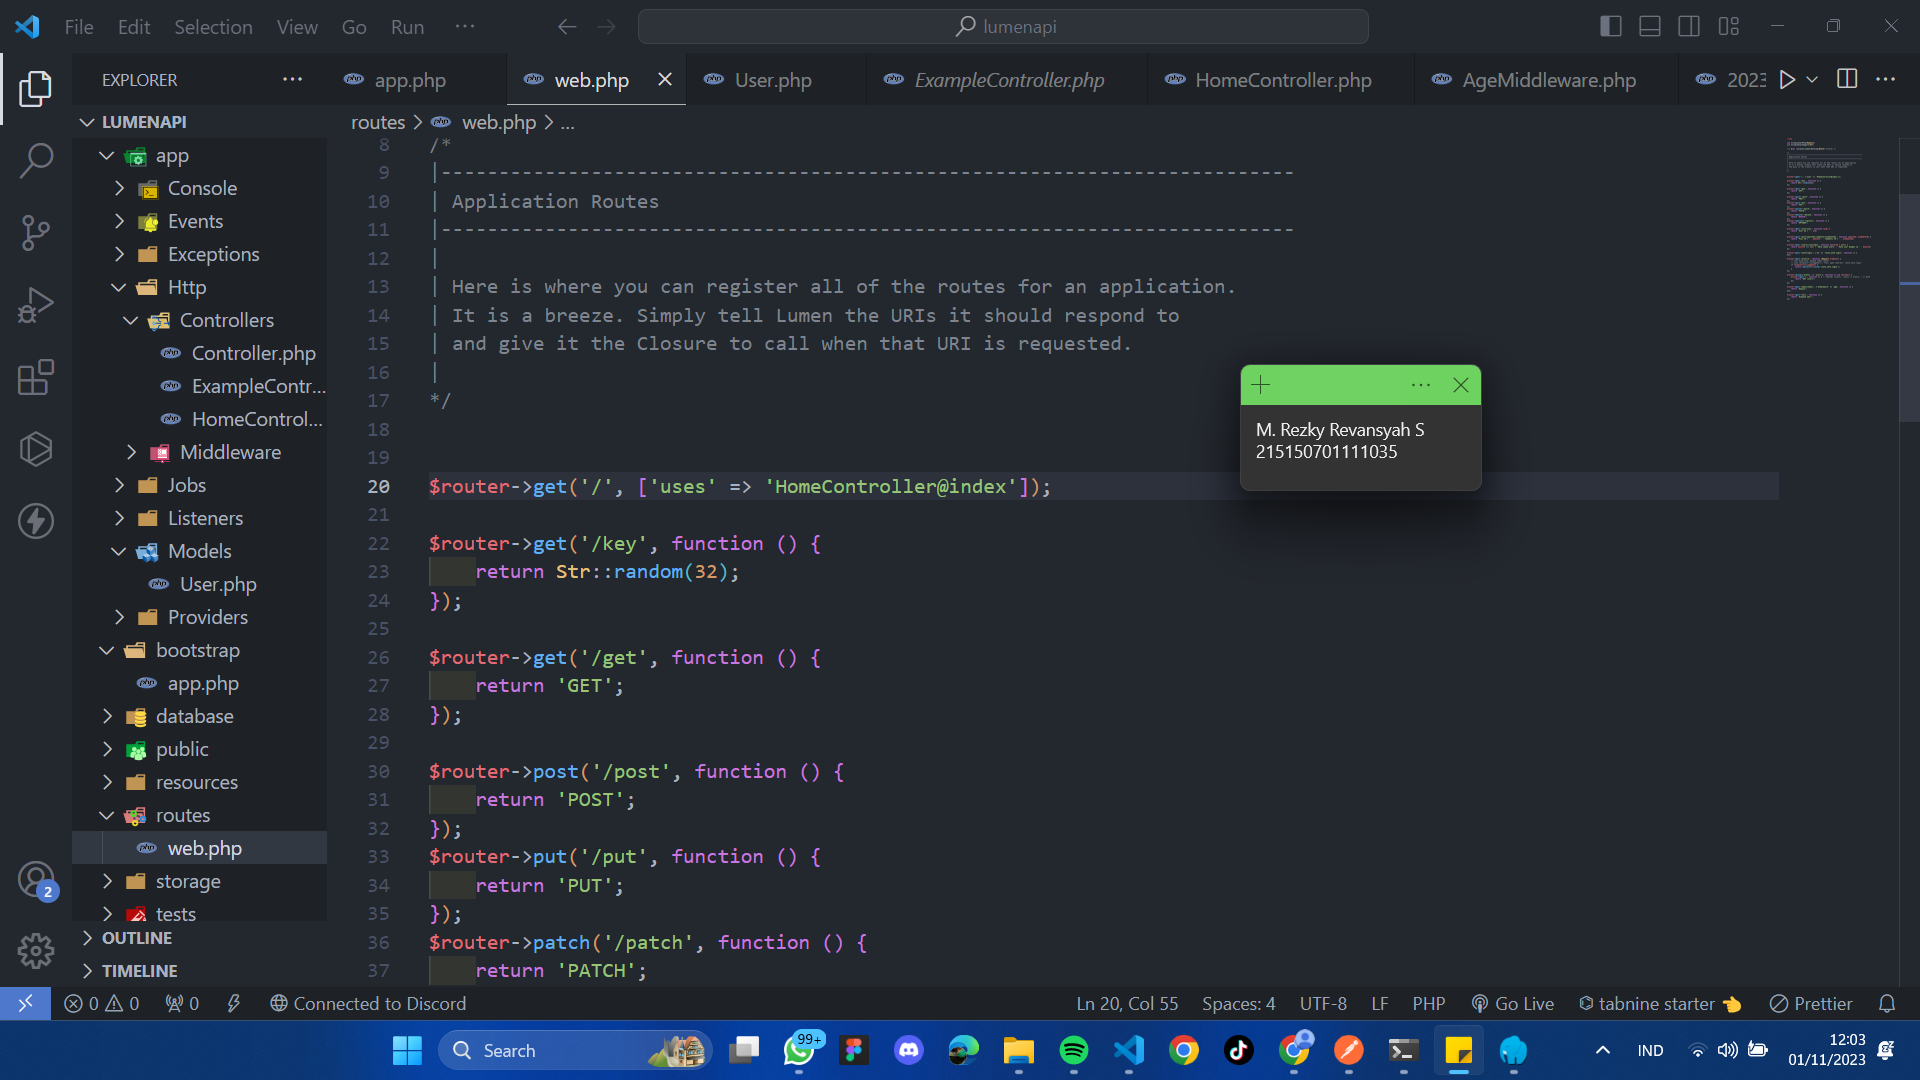 File Edit Selection View Go Run ...
lumenapi
EXPLORER ...
app.php
web.php
User.php
ExampleController.php
HomeController.php
AgeMiddleware.php
2023
LUMENAPI
app
Console
Events
Exceptions
Http
Controllers
Controller.php
ExampleContr...
HomeControl...
Middleware
Jobs
Listeners
Models
User.php
Providers
bootstrap
app.php
database
public
resources
routes
web.php
storage
tests
OUTLINE
TIMELINE
routes > web.php > ...
8 /*
9 |--------------------------------------------------------------------------
10 | Application Routes
11 |--------------------------------------------------------------------------
12 |
13 | Here is where you can register all of the routes for an application.
14 | It is a breeze. Simply tell Lumen the URIs it should respond to
15 | and give it the Closure to call when that URI is requested.
16 |
17 */
18
19
20 $router->get('/', ['uses' => 'HomeController@index']);
21
22 $router->get('/key', function () {
23     return Str::random(32);
24 });
25
26 $router->get('/get', function () {
27     return 'GET';
28 });
29
30 $router->post('/post', function () {
31     return 'POST';
32 });
33 $router->put('/put', function () {
34     return 'PUT';
35 });
36 $router->patch('/patch', function () {
37     return 'PATCH';
M. Rezky Revansyah S
215150701111035
2
0 0 0 Connected to Discord
Ln 20, Col 55 Spaces: 4 UTF-8 LF PHP Go Live tabnine starter Prettier
Search
99+
IND
12:03
01/11/2023